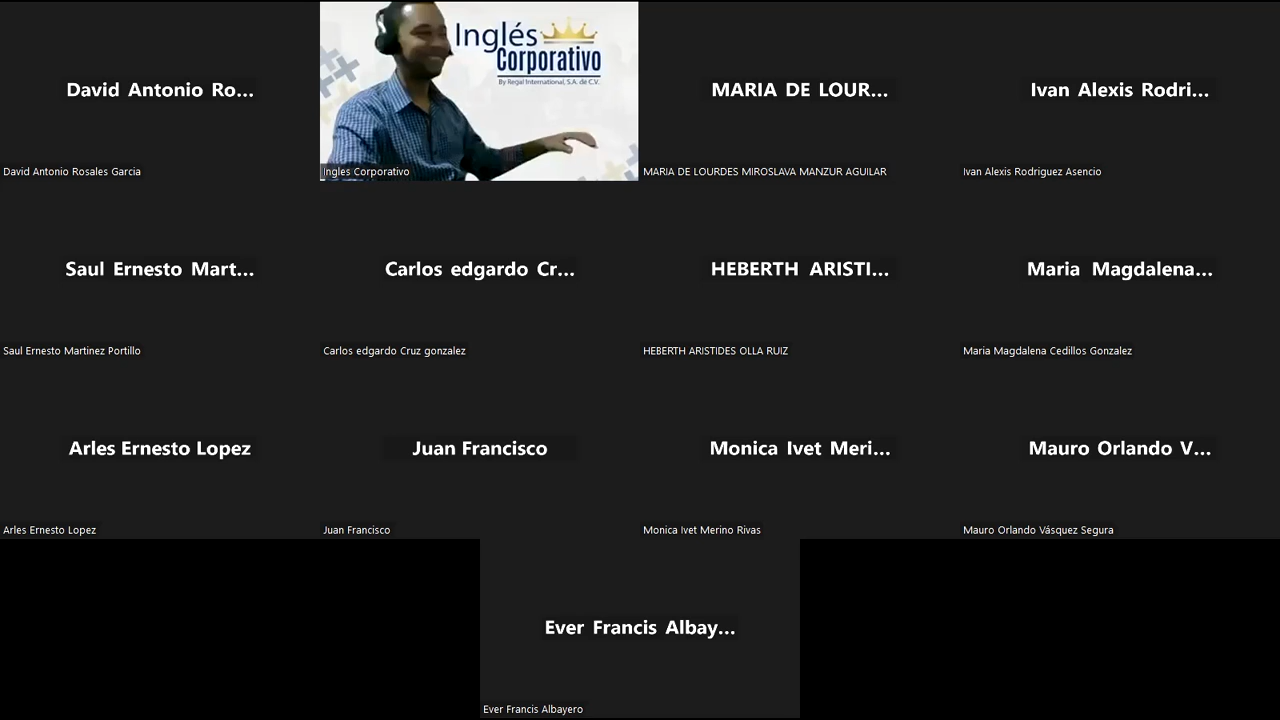 David Antonio Ro...
David Antonio Rosales Garcia
Inglés
Corporativo
By Regal International, S.A. de C.V.
Ingles Corporativo
MARIA DE LOUR...
MARIA DE LOURDES MIROSLAVA MANZUR AGUILAR
Ivan Alexis Rodri...
Ivan Alexis Rodriguez Asencio
Saul Ernesto Mart...
Saul Ernesto Martinez Portillo
Carlos edgardo Cr...
Carlos edgardo Cruz gonzalez
HEBERTH ARISTI...
HEBERTH ARISTIDES OLLA RUIZ
Maria Magdalena...
Maria Magdalena Cedillos Gonzalez
Arles Ernesto Lopez
Arles Ernesto Lopez
Juan Francisco
Juan Francisco
Monica Ivet Meri...
Monica Ivet Merino Rivas
Mauro Orlando V...
Mauro Orlando Vásquez Segura
Ever Francis Albay...
Ever Francis Albayero